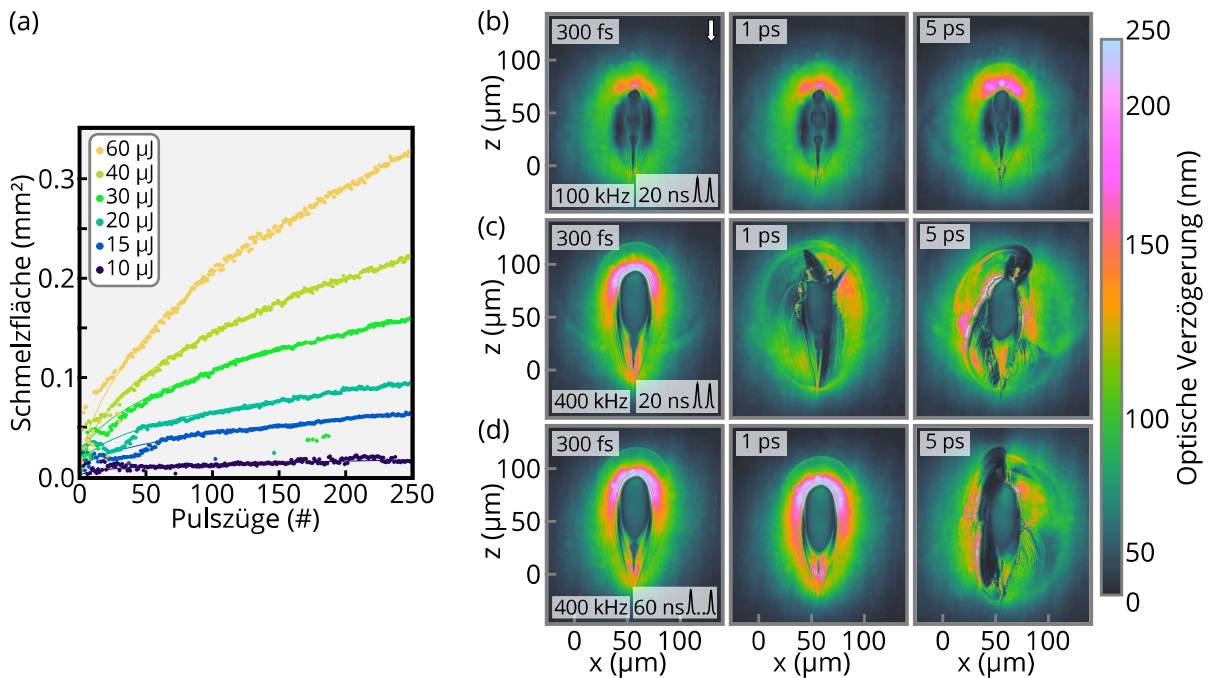 (a)
60 µJ
40 µJ
30 µJ
20 µJ
15 µJ
10 µJ
Schmelzfläche (mm²)
0.3
0.2
0.1
0.0
0
50
100
150
200
250
Pulszüge (#)
(b)
300 fs
1 ps
5 ps
z (µm)
100
50
0
100 kHz
20 ns
(c)
300 fs
1 ps
5 ps
z (µm)
100
50
0
400 kHz
20 ns
(d)
300 fs
1 ps
5 ps
z (µm)
100
50
0
400 kHz
60 ns
0
50
100
0
50
100
0
50
100
x (µm)
x (µm)
x (µm)
250
200
150
100
50
0
Optische Verzögerung (nm)